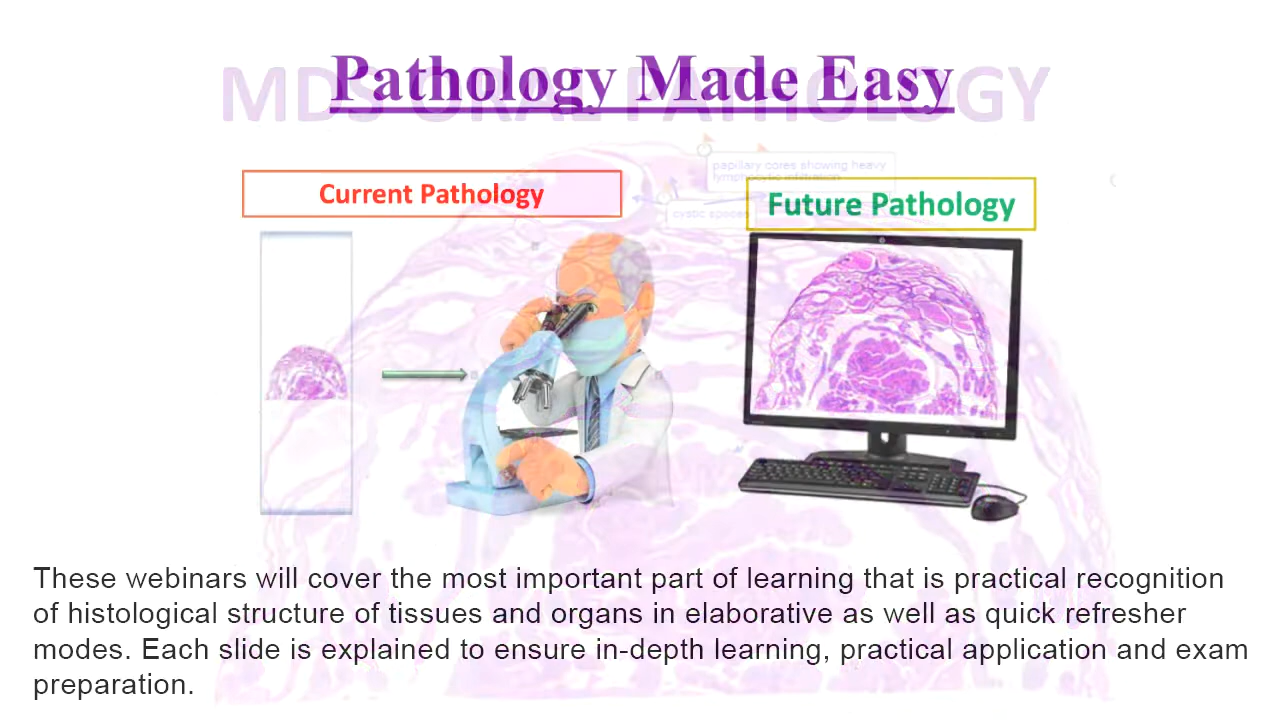 Pathology Made Easy
MDS ORAL PATHOLOGY
papillary cores showing heavy
lymphocytic infiltration
Current Pathology
cystic spaces
Future Pathology
These webinars will cover the most important part of learning that is practical recognition
of histological structure of tissues and organs in elaborative as well as quick refresher
modes. Each slide is explained to ensure in-depth learning, practical application and exam
preparation.